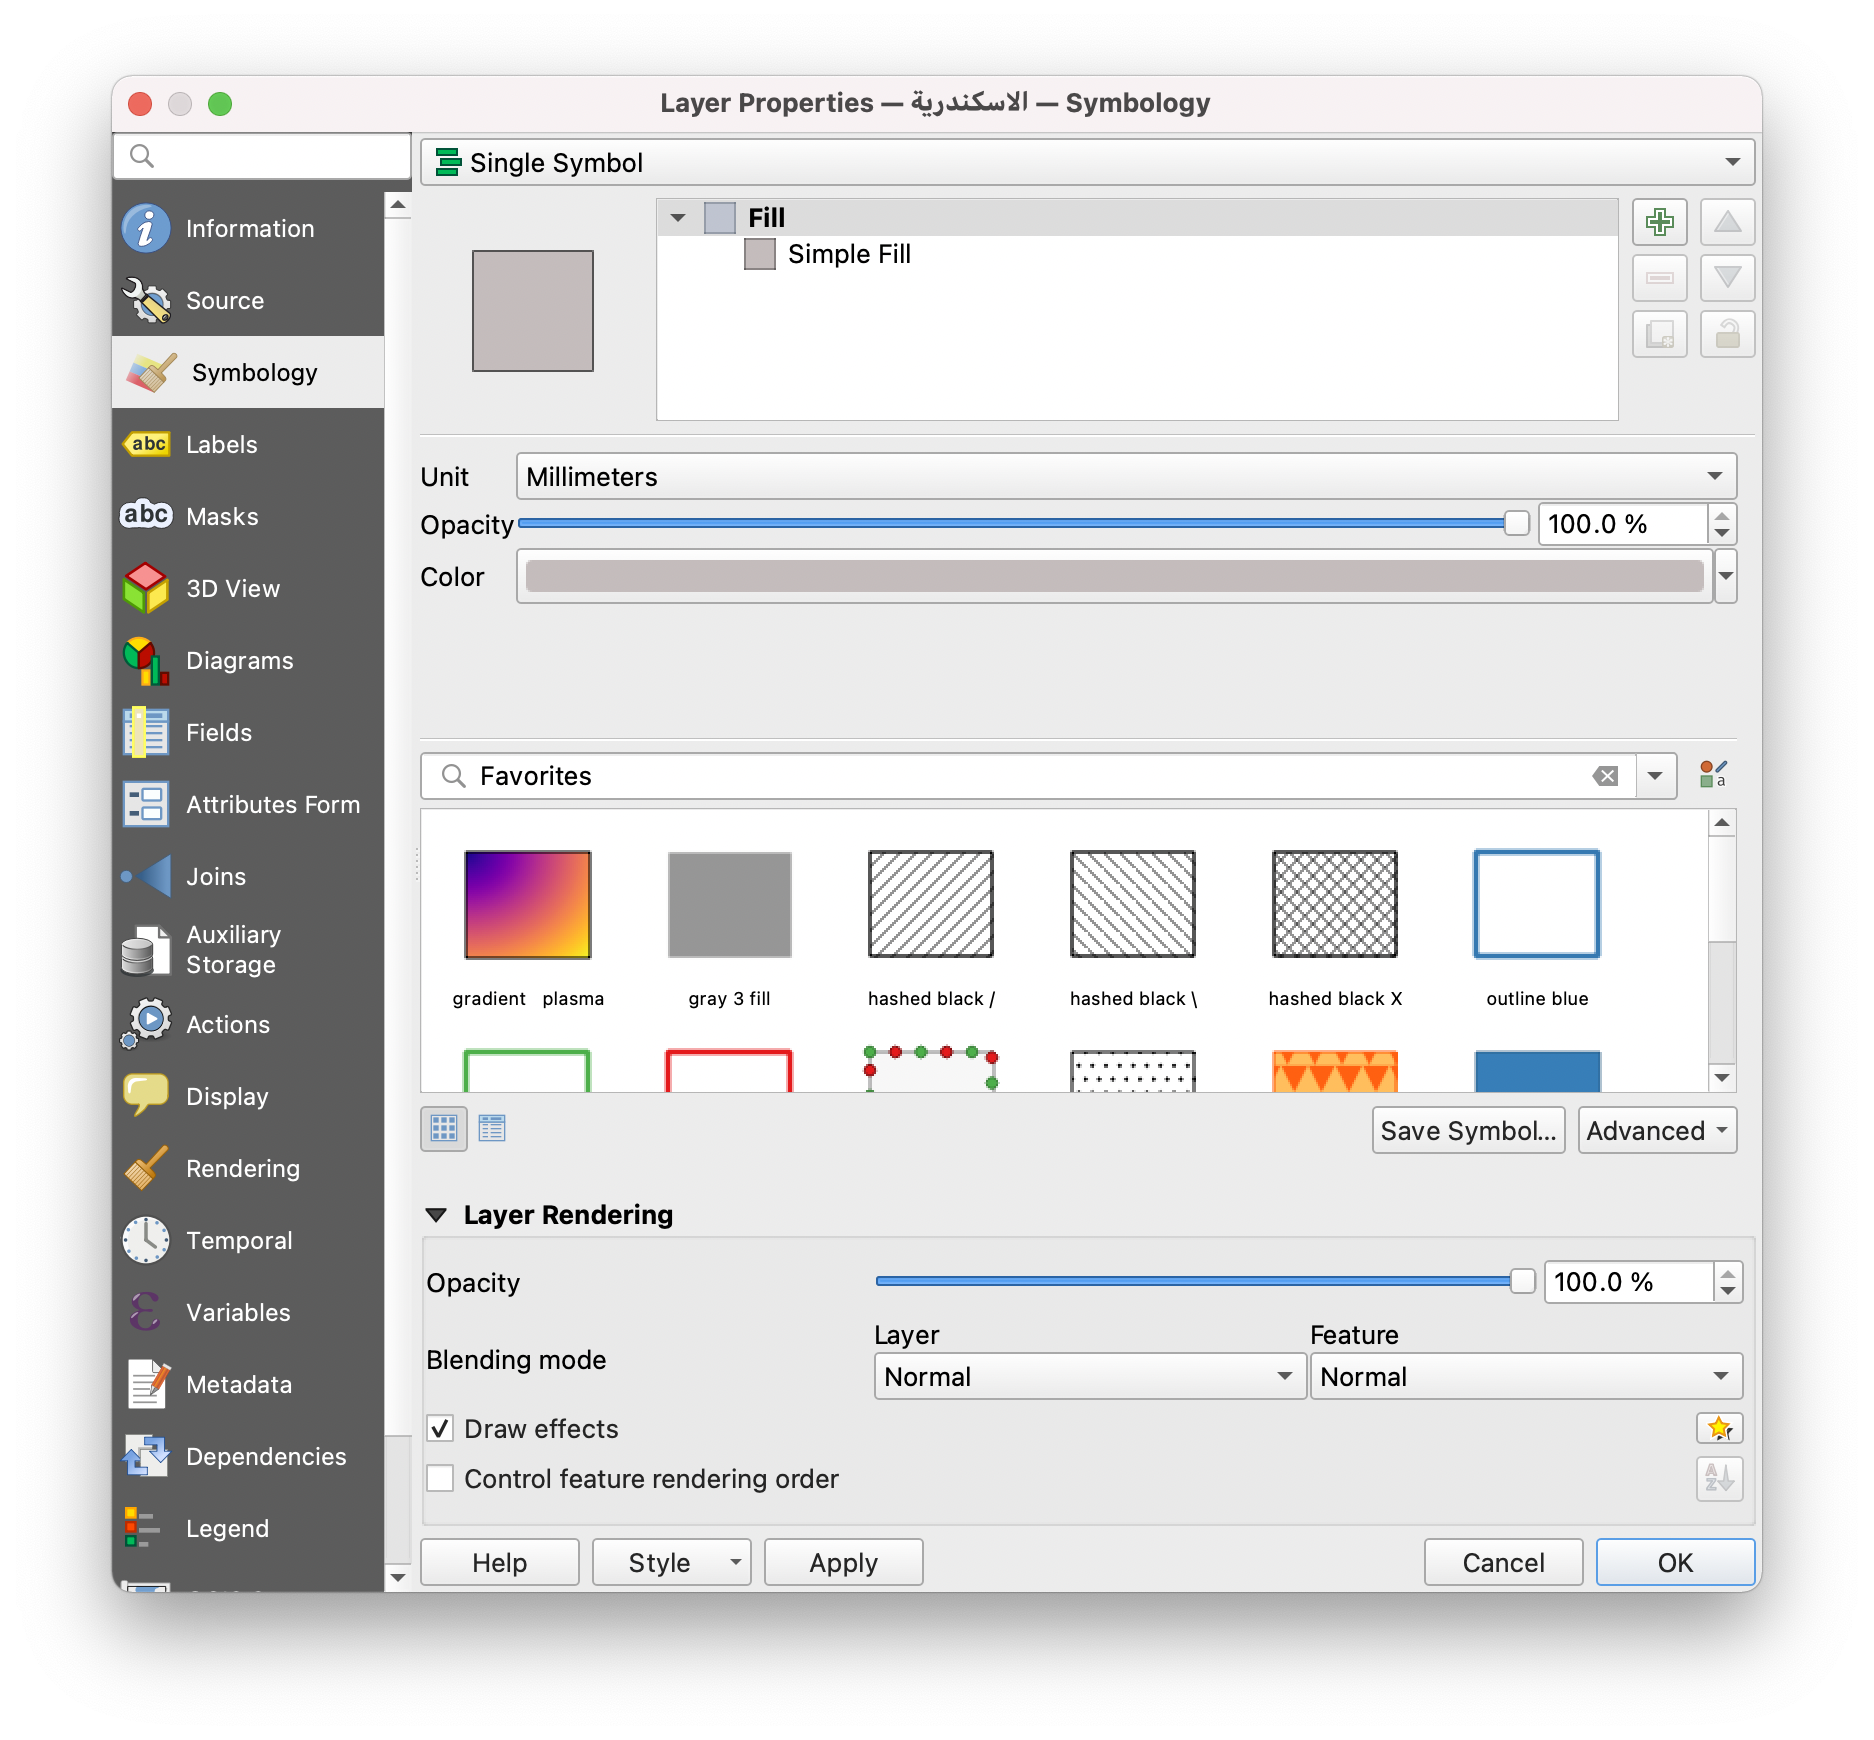 Layer Properties — الاسكندرية — Symbology
Information
Source
Symbology
abc Labels
abc Masks
3D View
Diagrams
Fields
Attributes Form
Joins
Auxiliary
Storage
Actions
Display
Rendering
Temporal
Variables
Metadata
Dependencies
Legend
Single Symbol
Fill
Simple Fill
Unit Millimeters
Opacity 100.0 %
Color
Favorites
gradient plasma
gray 3 fill
hashed black /
hashed black \
hashed black X
outline blue
Save Symbol... Advanced
Layer Rendering
Opacity 100.0 %
Layer Feature
Blending mode Normal Normal
Draw effects
Control feature rendering order
Help Style Apply Cancel OK